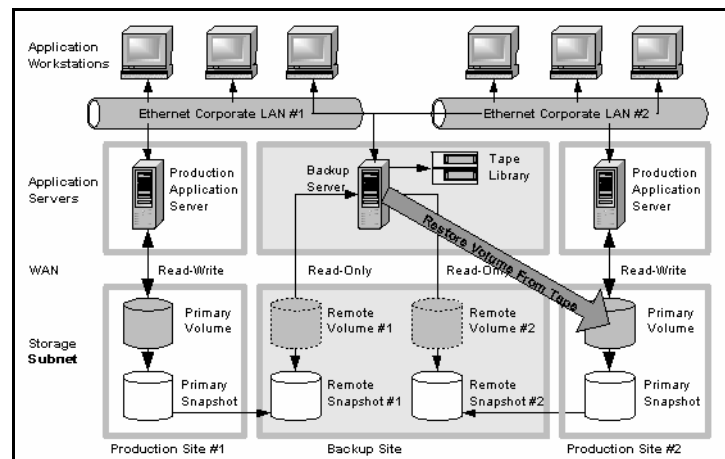 Application
Workstations
Ethernet Corporate LAN #1
Ethernet Corporate LAN #2
Application
Servers
Production
Application
Server
Backup
Server
Tape
Library
Production
Application
Server
Restore Volume From Tape
WAN
Read-Write
Read-Only
Read-Only
Read-Write
Storage
Subnet
Primary
Volume
Remote
Volume #1
Remote
Volume #2
Primary
Volume
Primary
Snapshot
Remote
Snapshot #1
Remote
Snapshot #2
Primary
Snapshot
Production Site #1
Backup Site
Production Site #2